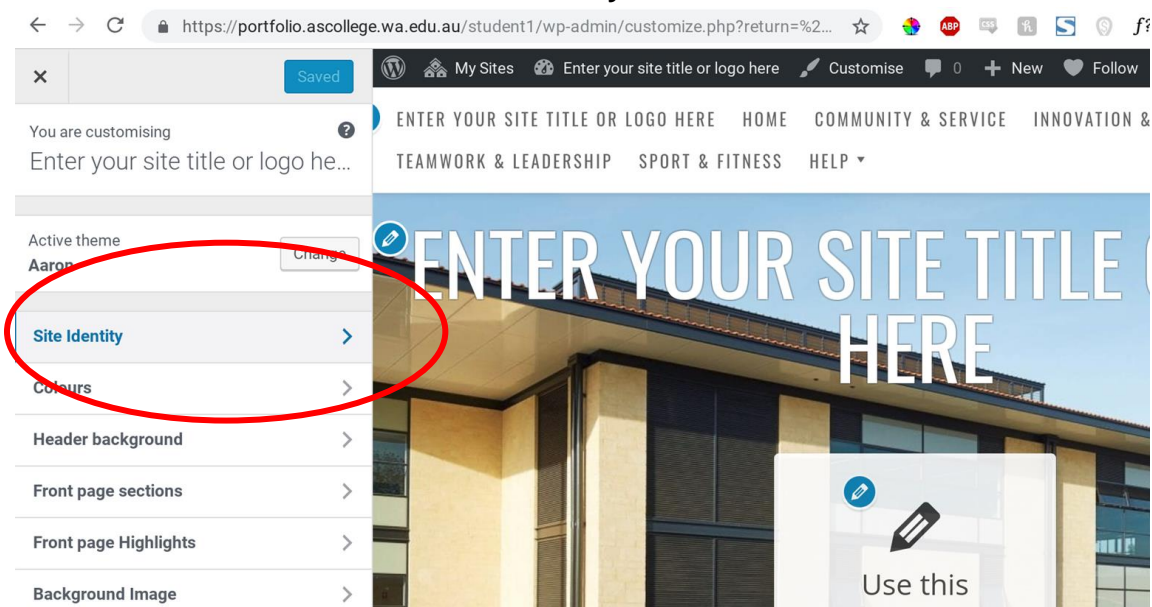 https://portfolio.ascollege.wa.edu.au/student1/wp-admin/customize.php?return=%2...
ABP
CSS
S
f?
Saved
My Sites
Enter your site title or logo here
Customise
0
New
Follow
You are customising
Enter your site title or logo he...
ENTER YOUR SITE TITLE OR LOGO HERE HOME COMMUNITY & SERVICE INNOVATION &
TEAMWORK & LEADERSHIP SPORT & FITNESS HELP
Active theme
Aaron
Change
ENTER YOUR SITE TITLE
HERE
Site Identity
Colours
Header background
Front page sections
Front page Highlights
Background Image
Use this